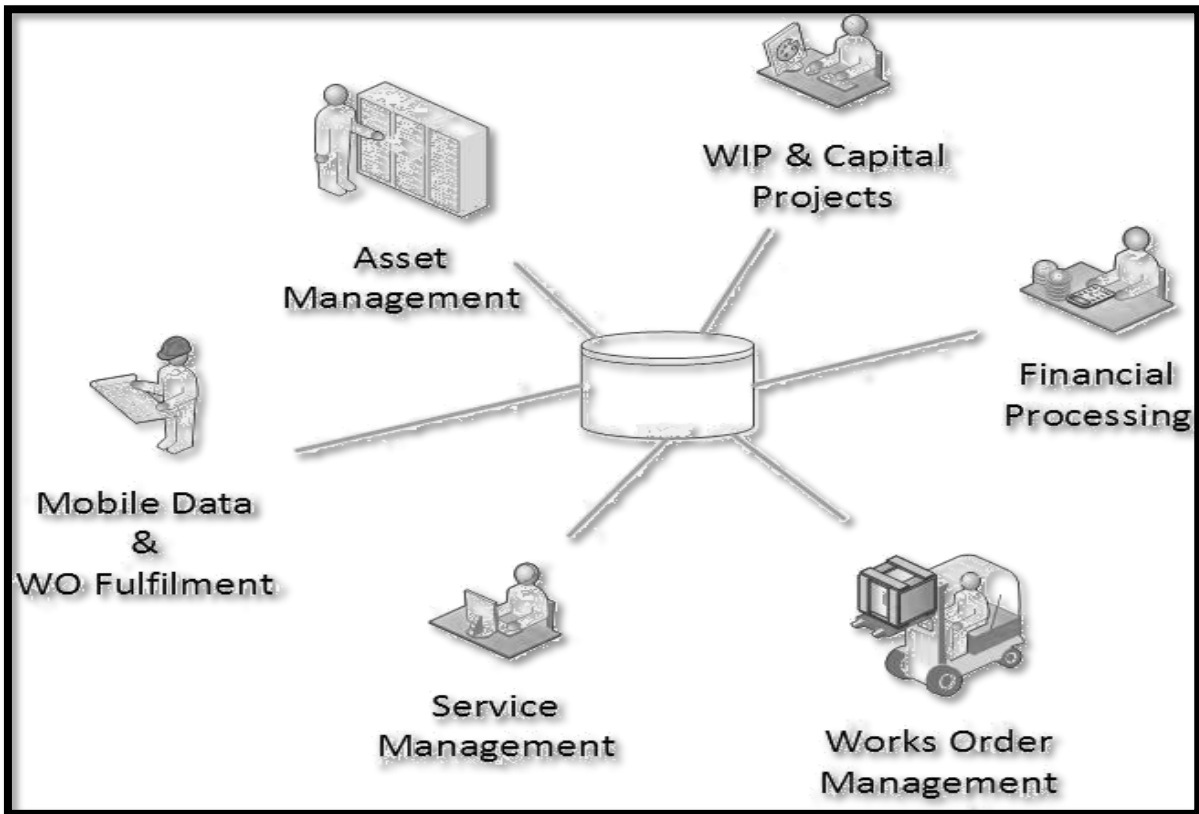 WIP & Capital
Projects
Asset
Management
Financial
Processing
Mobile Data
&
WO Fulfilment
Service
Management
Works Order
Management